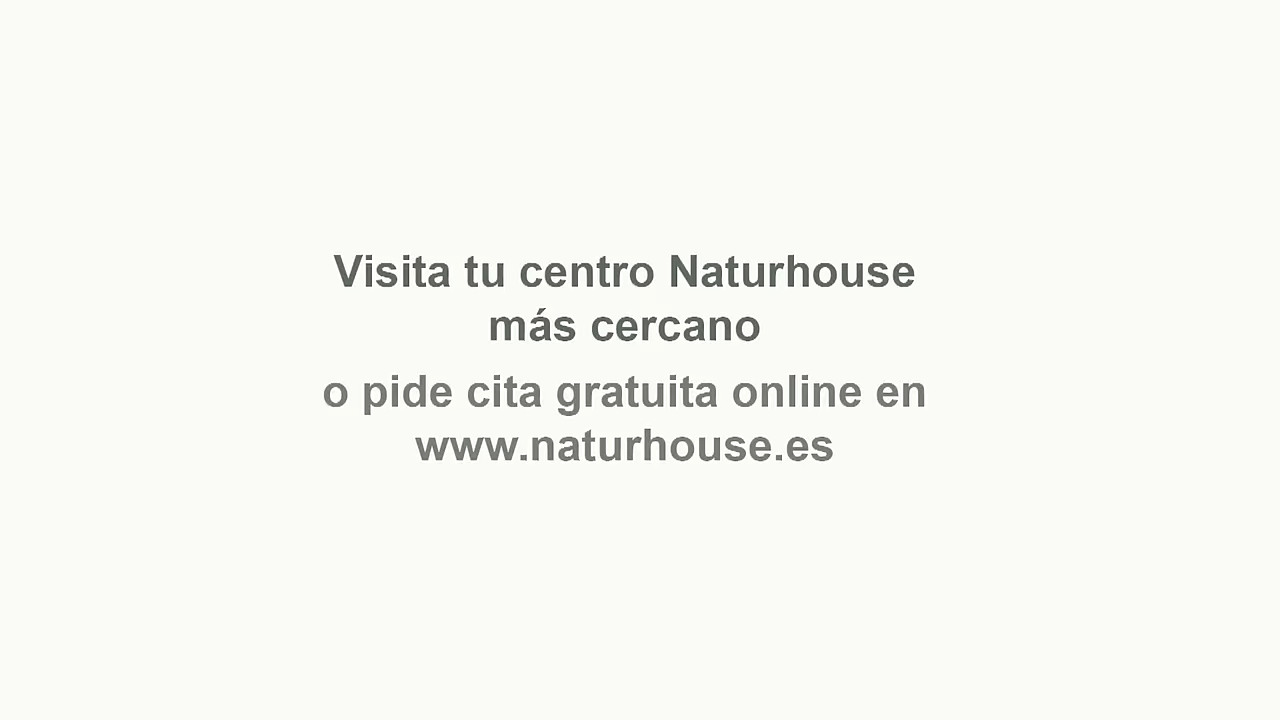 Visita tu centro Naturhouse
más cercano
o pide cita gratuita online en
www.naturhouse.es